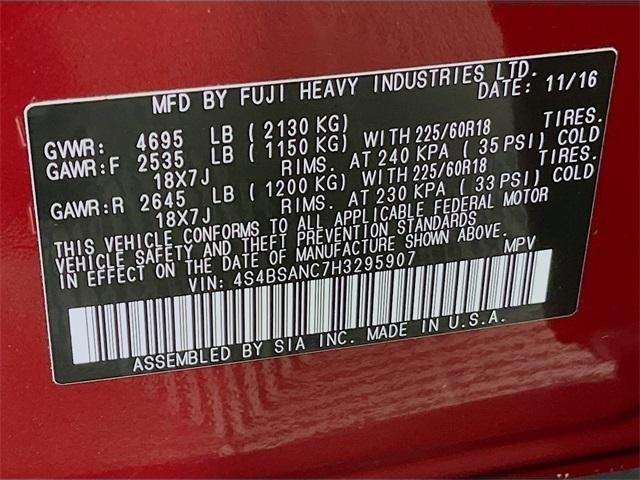 MFD BY FUJI HEAVY INDUSTRIES LTD.
DATE: 11/16
GVWR: 4695 LB ( 2130 KG)
GAWR:F 2535 LB ( 1150 KG) WITH 225/60R18 TIRES.
18X7J RIMS. AT 240 KPA ( 35 PSI) COLD
GAWR:R 2645 LB ( 1200 KG) WITH 225/60R18 TIRES.
18X7J RIMS. AT 230 KPA ( 33 PSI) COLD
THIS VEHICLE CONFORMS TO ALL APPLICABLE FEDERAL MOTOR
VEHICLE SAFETY AND THEFT PREVENTION STANDARDS
IN EFFECT ON THE DATE OF MANUFACTURE SHOWN ABOVE.
VIN: 4S4BSANC7H3295907 MPV
ASSEMBLED BY SIA INC. MADE IN U.S.A.